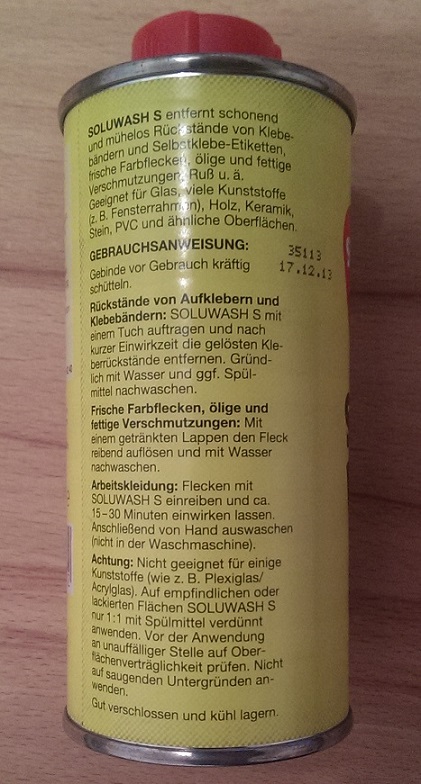 SOLUWASH S entfernt schonend
und mühelos Rückstände von Klebe-
bändern und Selbstklebe-Etiketten,
frische Farbflecken, ölige und fettige
Verschmutzungen, Ruß u. ä.
Geeignet für Glas, viele Kunststoffe
(z. B. Fensterrahmen), Holz, Keramik,
Stein, PVC und ähnliche Oberflächen.
GEBRAUCHSANWEISUNG:
Gebinde vor Gebrauch kräftig
schütteln.
35113
17.12.13
Rückstände von Aufklebern und
Klebebändern: SOLUWASH S mit
einem Tuch auftragen und nach
kurzer Einwirkzeit die gelösten Kle-
berrückstände entfernen. Gründ-
lich mit Wasser und ggf. Spül-
mittel nachwaschen.
Frische Farbflecken, ölige und
fettige Verschmutzungen: Mit
einem getränkten Lappen den Fleck
reibend auflösen und mit Wasser
nachwaschen.
Arbeitskleidung: Flecken mit
SOLUWASH S einreiben und ca.
15–30 Minuten einwirken lassen.
Anschließend von Hand auswaschen
(nicht in der Waschmaschine).
Achtung: Nicht geeignet für einige
Kunststoffe (wie z. B. Plexiglas/
Acrylglas). Auf empfindlichen oder
lackierten Flächen SOLUWASH S
nur 1:1 mit Spülmittel verdünnt
anwenden. Vor der Anwendung
an unauffälliger Stelle auf Ober-
flächenverträglichkeit prüfen. Nicht
auf saugenden Untergründen an-
wenden.
Gut verschlossen und kühl lagern.